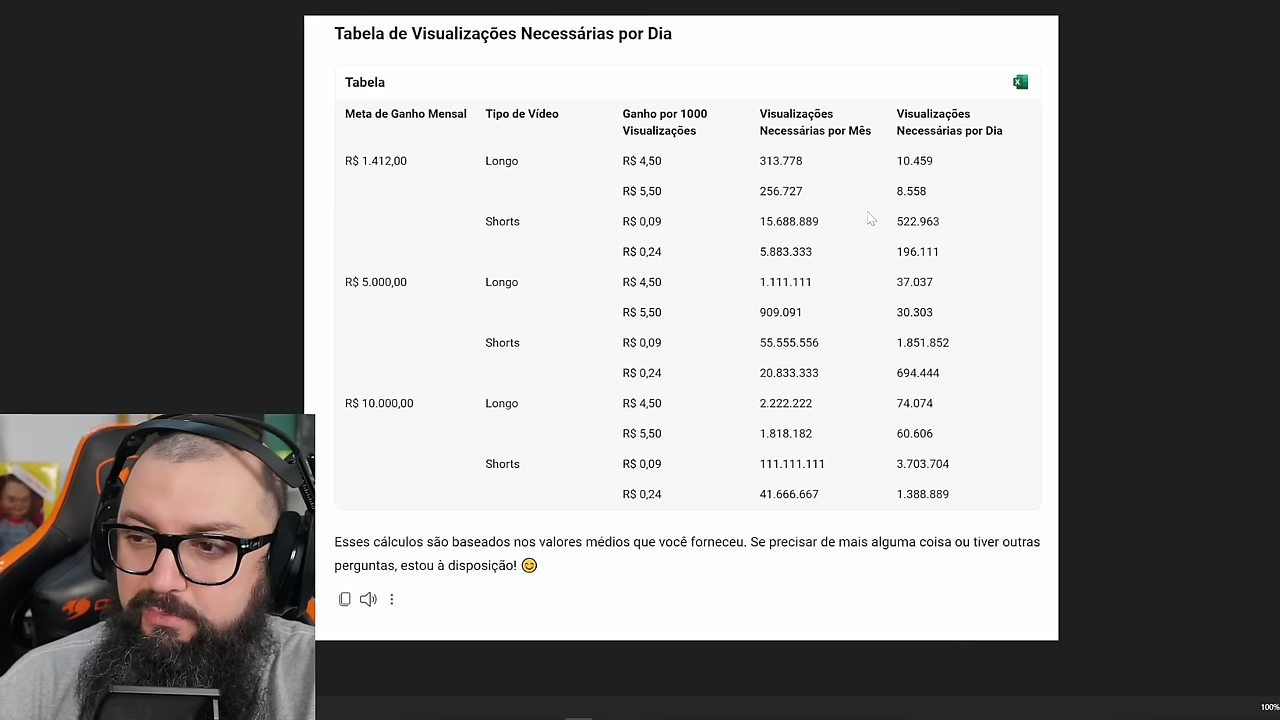 Tabela de Visualizações Necessárias por Dia
Tabela
Meta de Ganho Mensal Tipo de Vídeo Ganho por 1000 Visualizações Visualizações Necessárias por Mês Visualizações Necessárias por Dia
R$ 1.412,00 Longo R$ 4,50 313.778 10.459
R$ 5,50 256.727 8.558
Shorts R$ 0,09 15.688.889 522.963
R$ 0,24 5.883.333 196.111
R$ 5.000,00 Longo R$ 4,50 1.111.111 37.037
R$ 5,50 909.091 30.303
Shorts R$ 0,09 55.555.556 1.851.852
R$ 0,24 20.833.333 694.444
R$ 10.000,00 Longo R$ 4,50 2.222.222 74.074
R$ 5,50 1.818.182 60.606
Shorts R$ 0,09 111.111.111 3.703.704
R$ 0,24 41.666.667 1.388.889
Esses cálculos são baseados nos valores médios que você forneceu. Se precisar de mais alguma coisa ou tiver outras
perguntas, estou à disposição! 😊
100%